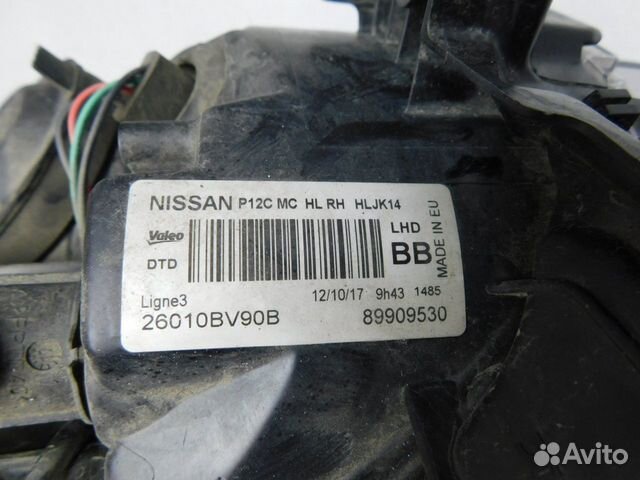 NISSAN P12C MC HL RH HLJK14
Valeo
LHD
DTD
BB
MADE IN EU
Ligne3
12/10/17 9h43 1485
26010BV90B
89909530
Avito